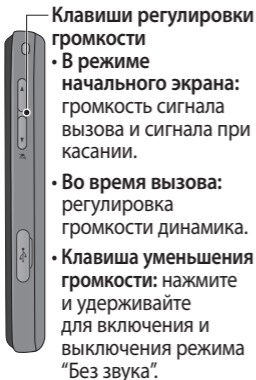 Клавиши регулировки
громкости
• В режиме
начального экрана:
громкость сигнала
вызова и сигнала при
касании.
• Во время вызова:
регулировка
громкости динамика.
• Клавиша уменьшения
громкости: нажмите
и удерживайте
для включения и
выключения режима
"Без звука".